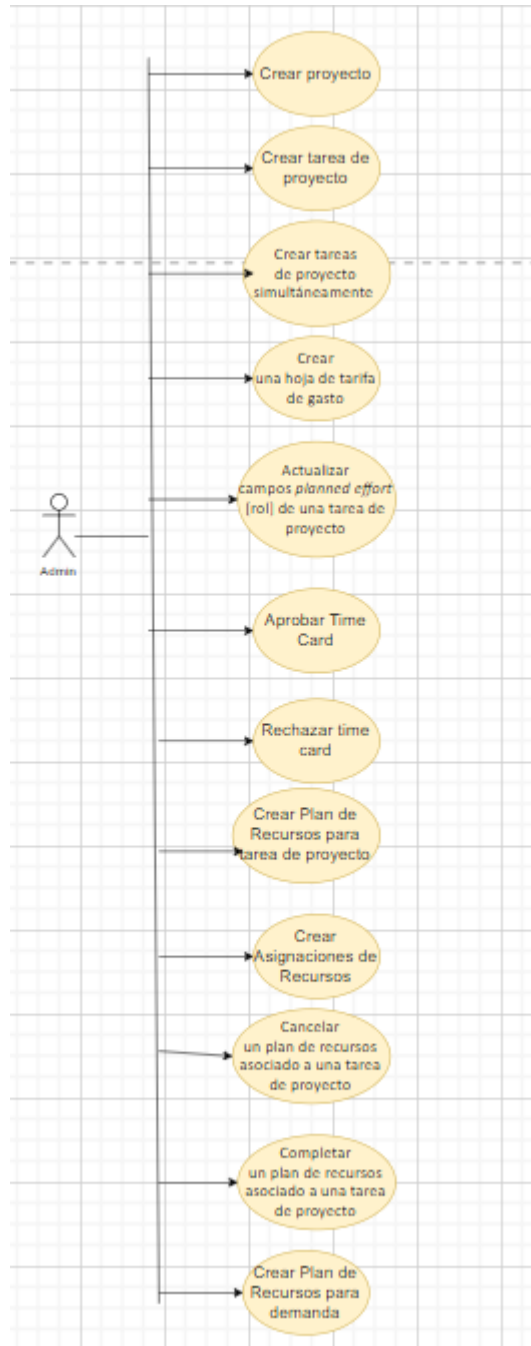 Crear proyecto
Crear tarea de
proyecto
Crear tareas
de proyecto
simultáneamente
Crear
una hoja de tarifa
de gasto
Actualizar
campos planned effort
[rol] de una tarea de
proyecto
Admin
Aprobar Time
Card
Rechazar time
card
Crear Plan de
Recursos para
tarea de proyecto
Crear
Asignaciones de
Recursos
Cancelar
un plan de recursos
asociado a una tarea
de proyecto
Completar
un plan de recursos
asociado a una tarea
de proyecto
Crear Plan de
Recursos para
demanda